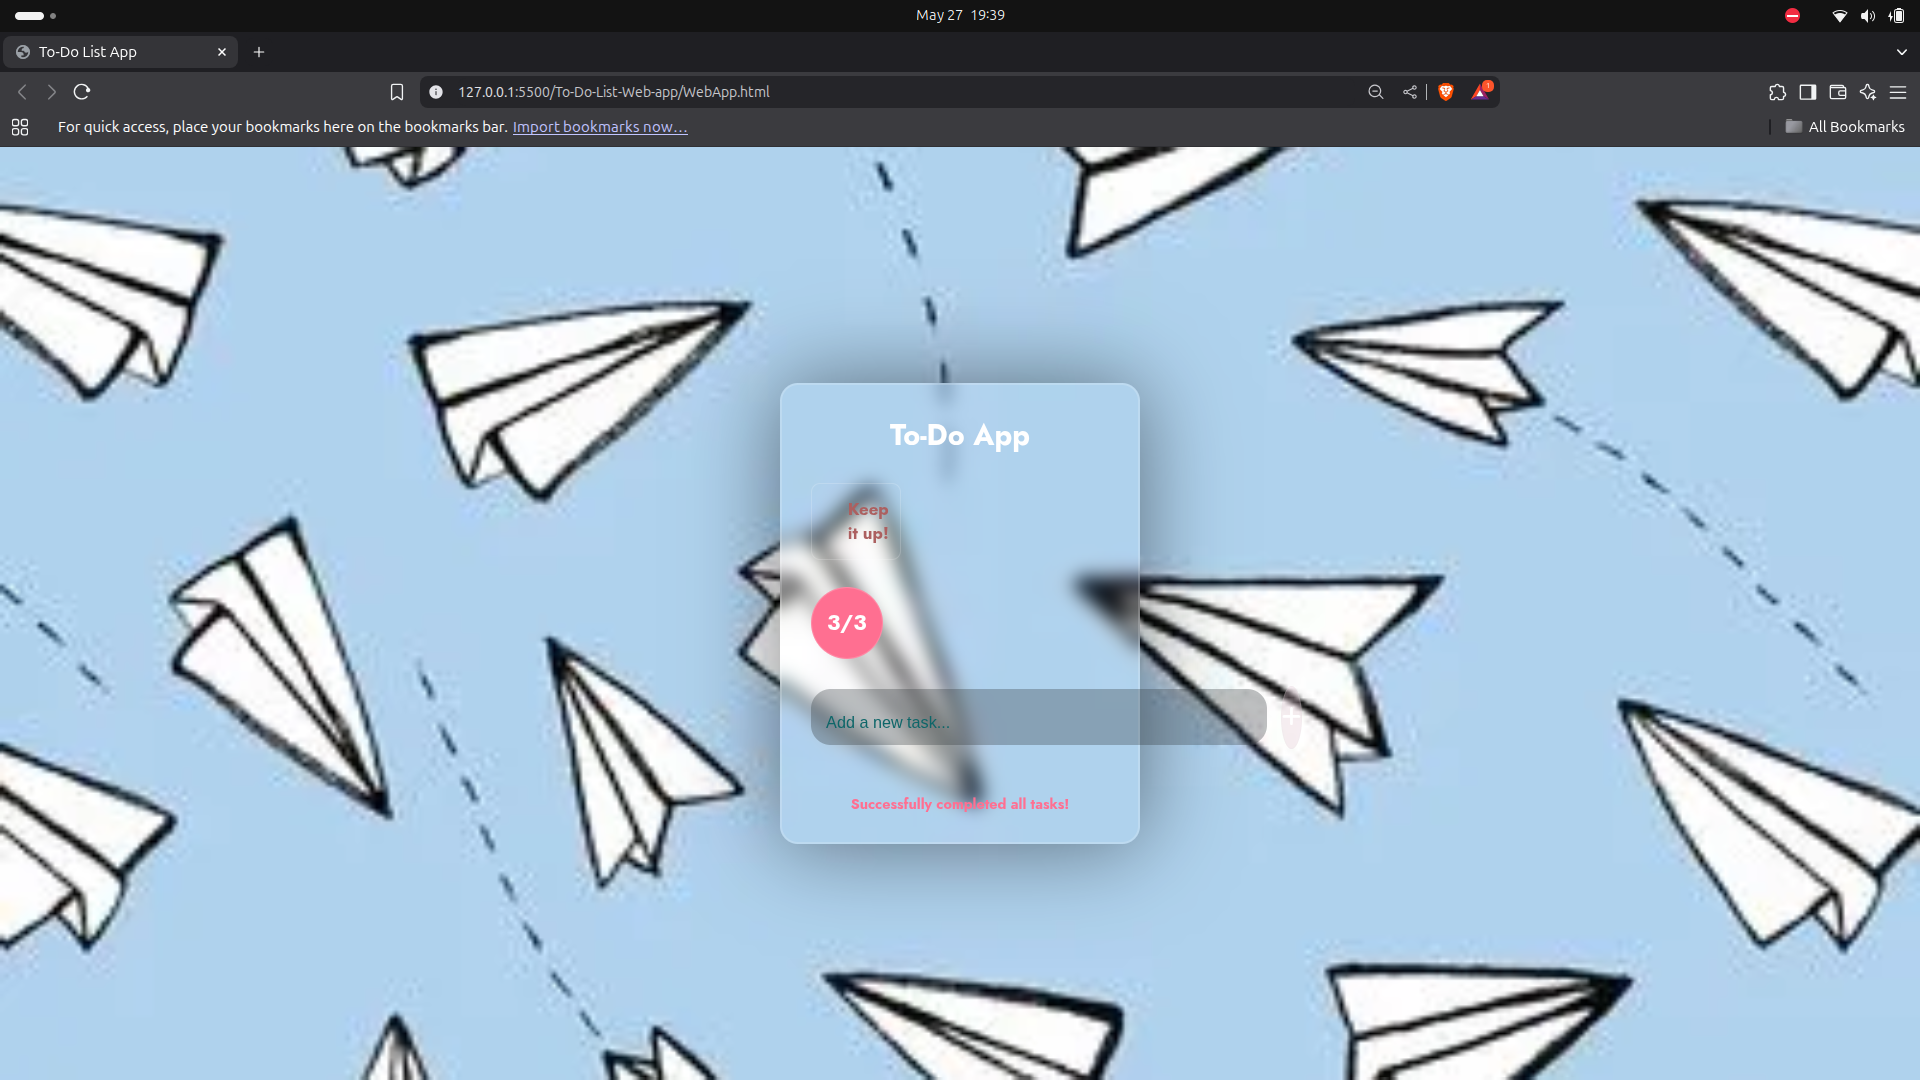 May 27 19:39
To-Do List App
127.0.0.1:5500/To-Do-List-Web-app/WebApp.html
1
For quick access, place your bookmarks here on the bookmarks bar. Import bookmarks now...
All Bookmarks
To-Do App
Keep
it up!
3/3
Add a new task...
+
Successfully completed all tasks!